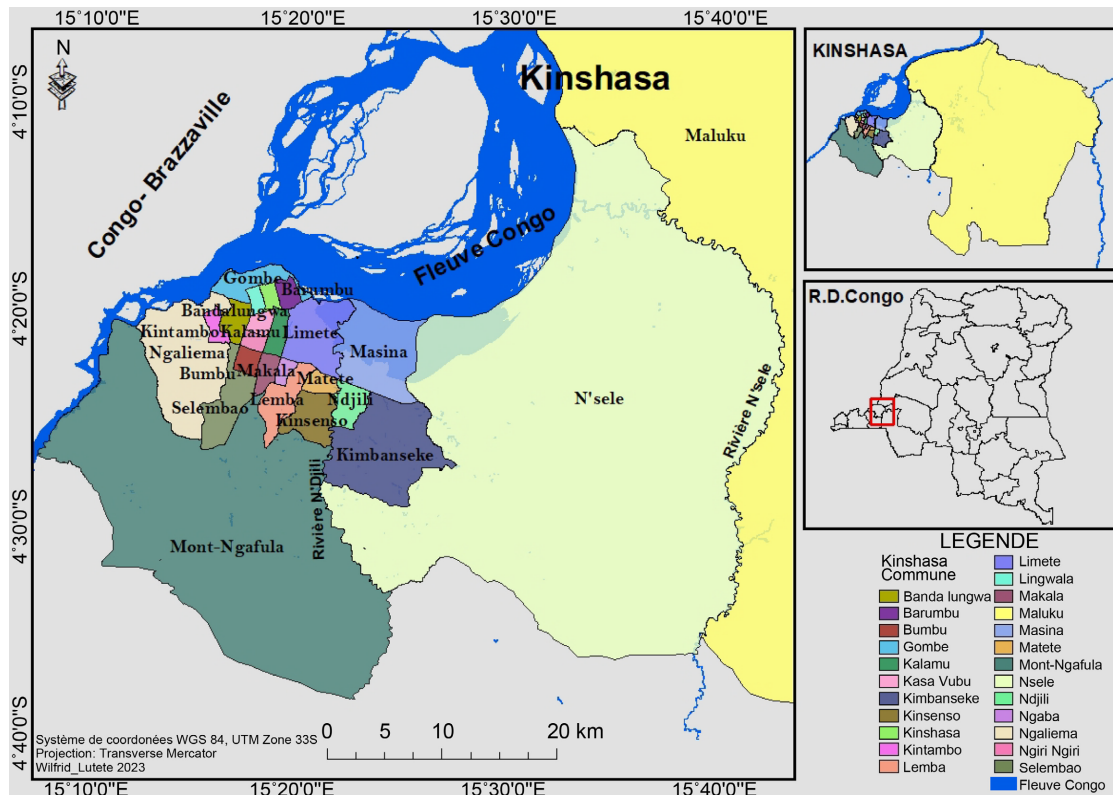 15°10'0"E
15°20'0"E
15°30'0"E
15°40'0"E
4°10'0"S
4°20'0"S
4°30'0"S
4°40'0"S
N
Kinshasa
Maluku
Congo- Brazzaville
Fleuve Congo
Gombe
Barumbu
Bandalungwa
Kintambo
Kalamu
Limete
Ngaliema
Masina
Bumbu
Makala
Matete
Selembao
Lemba
Ndjili
Kinsenso
N'sele
Rivière N'sele
Kimbanseke
Mont-Ngafula
Rivière N'Djili
Système de coordonées WGS 84, UTM Zone 33S
Projection: Transverse Mercator
Wilfrid_Lutete 2023
0 5 10 20 km
15°10'0"E
15°20'0"E
15°30'0"E
15°40'0"E
KINSHASA
R.D.Congo
LEGENDE
Kinshasa
Commune
Banda lungwa
Barumbu
Bumbu
Gombe
Kalamu
Kasa Vubu
Kimbanseke
Kinsenso
Kinshasa
Kintambo
Lemba
Limete
Lingwala
Makala
Maluku
Masina
Matete
Mont-Ngafula
Nsele
Ndjili
Ngaba
Ngaliema
Ngiri Ngiri
Selembao
Fleuve Congo